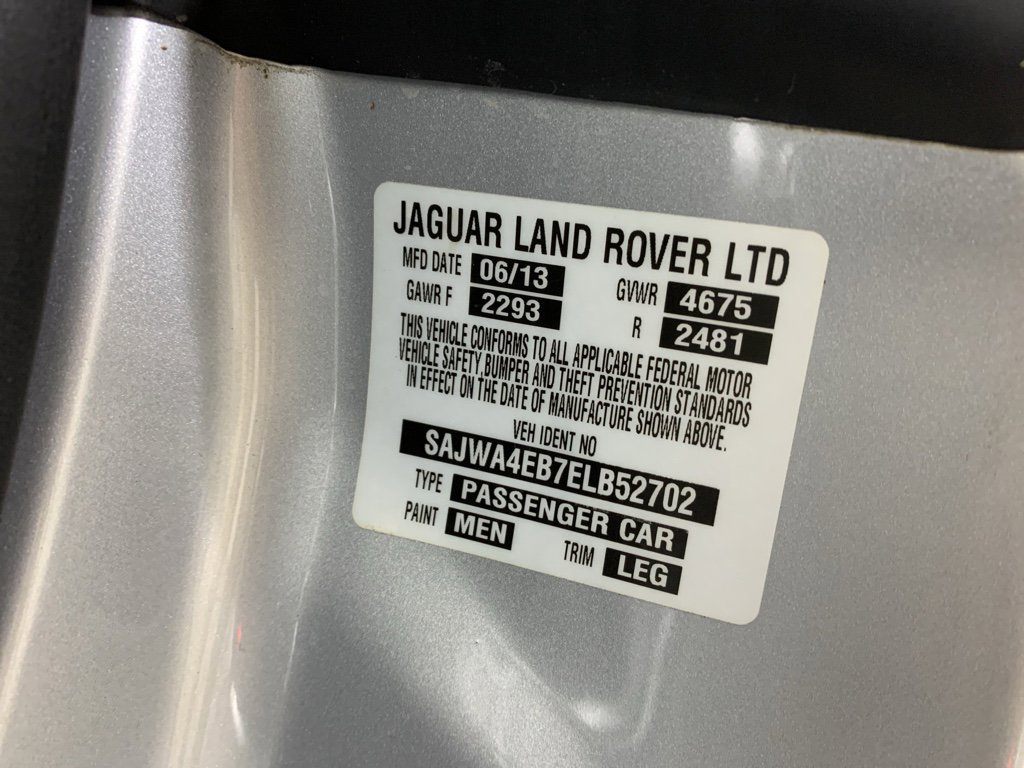 JAGUAR LAND ROVER LTD
MFD DATE 06/13 GVWR 4675
GAWR F 2293 R 2481
THIS VEHICLE CONFORMS TO ALL APPLICABLE FEDERAL MOTOR
VEHICLE SAFETY,BUMPER AND THEFT PREVENTION STANDARDS
IN EFFECT ON THE DATE OF MANUFACTURE SHOWN ABOVE.
VEH IDENT NO
SAJWA4EB7ELB52702
TYPE PASSENGER CAR
PAINT MEN TRIM LEG